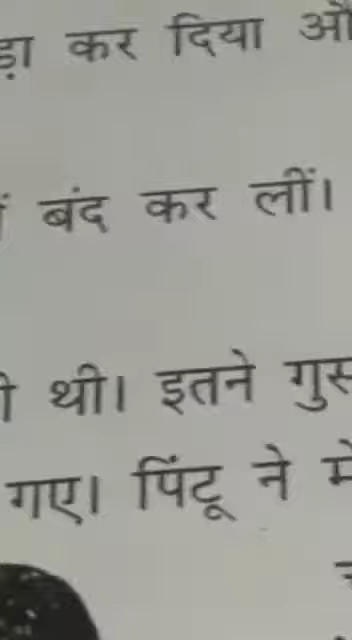 कर दिया
बंद कर लीं।
थी। इतने
गए। पिंटू ने